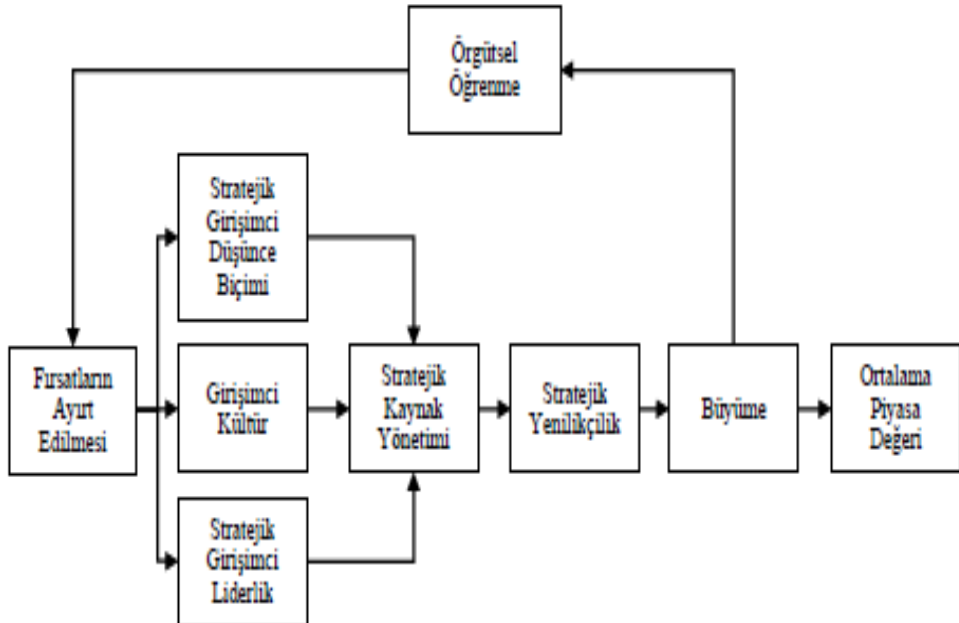 Örgütsel
Öğrenme
Stratejik
Girişimci
Düşünce
Biçimi
Fırsatların
Ayırt
Edilmesi
Girişimci
Kültür
Stratejik
Kaynak
Yönetimi
Stratejik
Yenilikçilik
Büyüme
Ortalama
Piyasa
Değeri
Stratejik
Girişimci
Liderlik